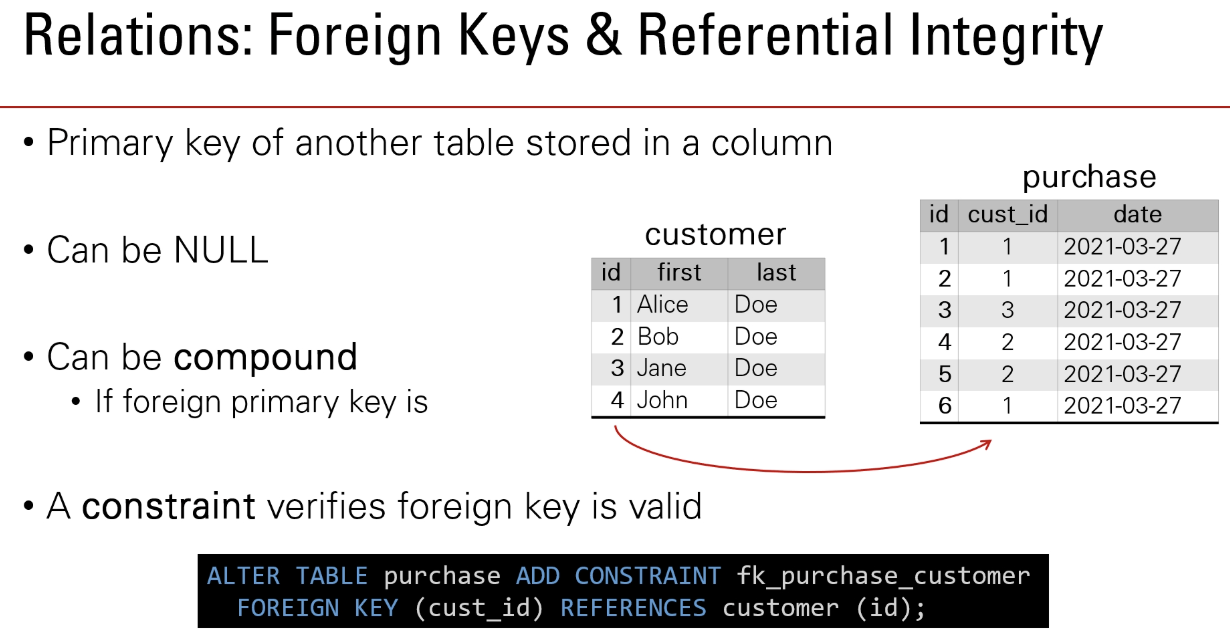 Relations: Foreign Keys & Referential Integrity
• Primary key of another table stored in a column
• Can be NULL
• Can be compound
• If foreign primary key is
customer
id first last
1 Alice Doe
2 Bob Doe
3 Jane Doe
4 John Doe
purchase
id cust_id date
1 1 2021-03-27
2 1 2021-03-27
3 3 2021-03-27
4 2 2021-03-27
5 2 2021-03-27
6 1 2021-03-27
• A constraint verifies foreign key is valid
ALTER TABLE purchase ADD CONSTRAINT fk_purchase_customer
FOREIGN KEY (cust_id) REFERENCES customer (id);